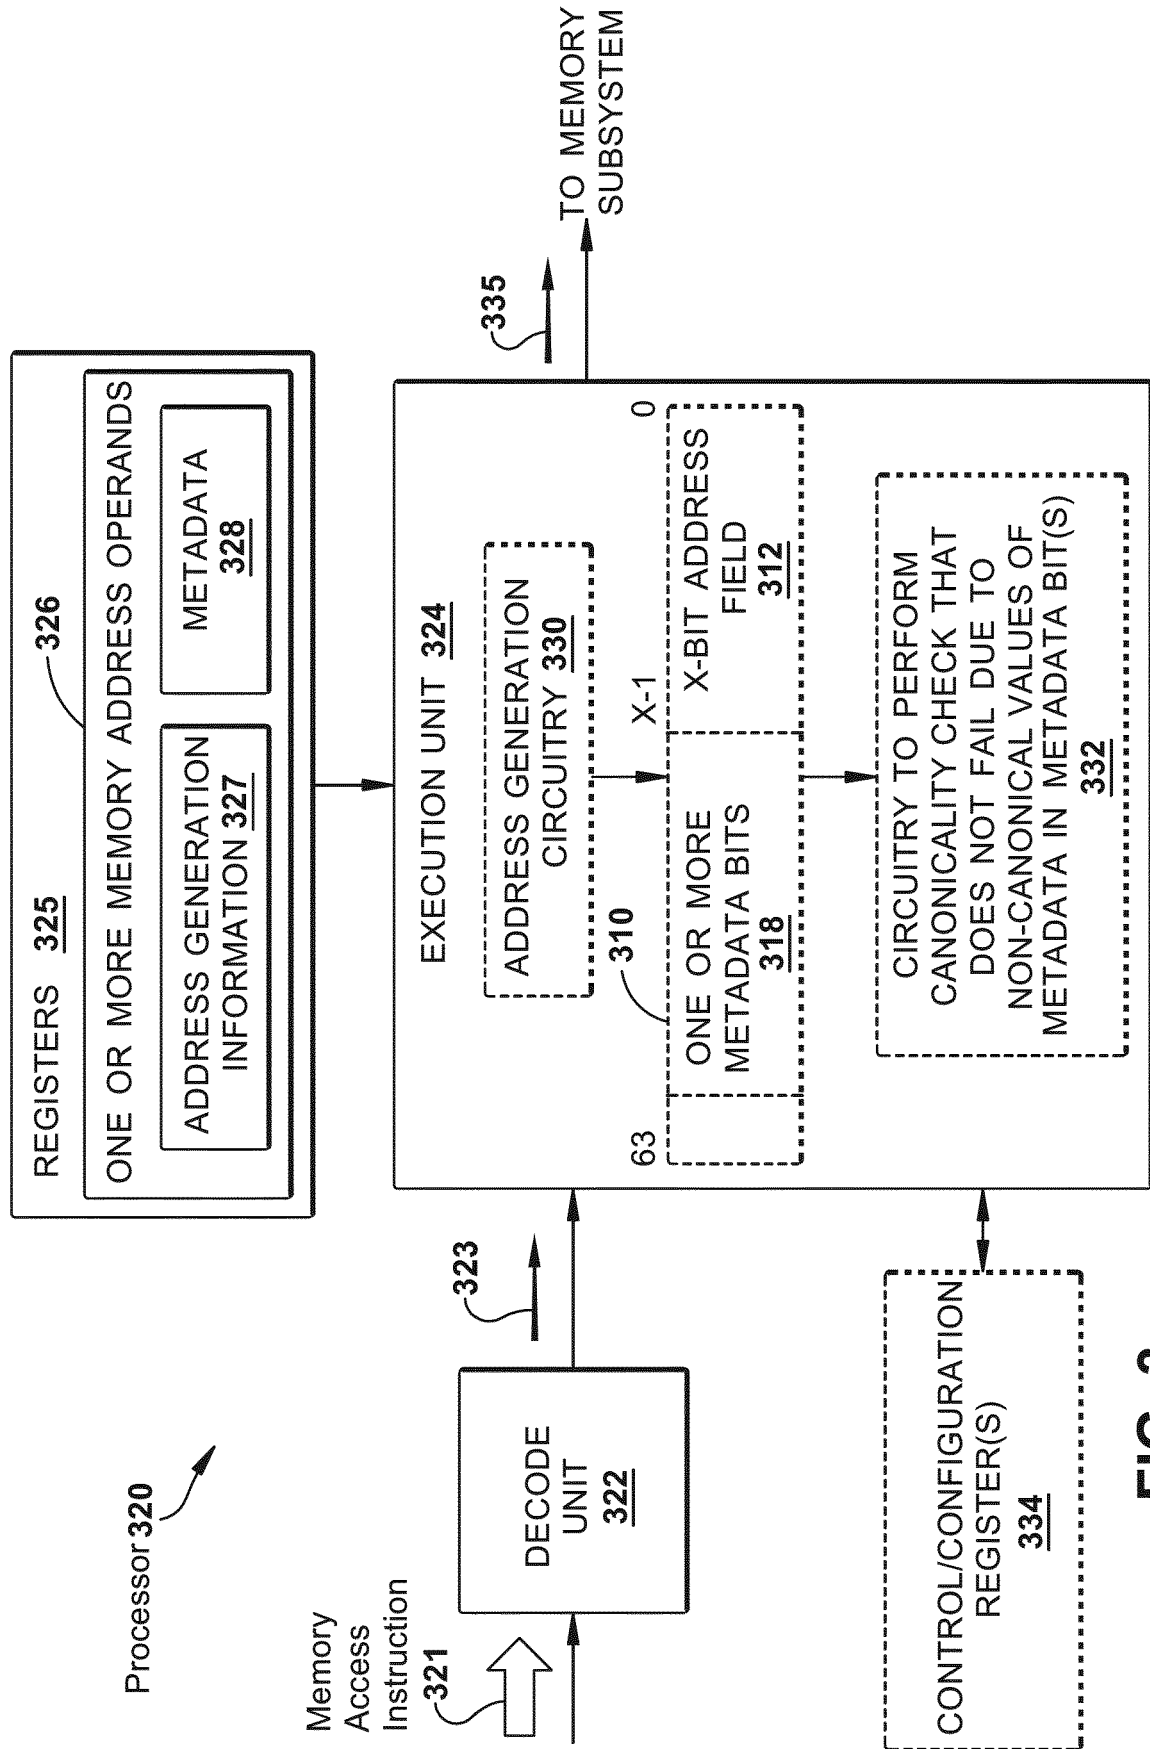 Processor 320
REGISTERS 325
326
ONE OR MORE MEMORY ADDRESS OPERANDS
ADDRESS GENERATION
INFORMATION 327
METADATA
328
Memory
Access
Instruction
321
DECODE
UNIT
322
323
EXECUTION UNIT 324
ADDRESS GENERATION
CIRCUITRY 330
310
63
X-1
0
ONE OR MORE
METADATA BITS
318
X-BIT ADDRESS
FIELD
312
CIRCUITRY TO PERFORM
CANONICALITY CHECK THAT
DOES NOT FAIL DUE TO
NON-CANONICAL VALUES OF
METADATA IN METADATA BIT(S)
332
335
TO MEMORY
SUBSYSTEM
CONTROL/CONFIGURATION
REGISTER(S)
334
FIG.